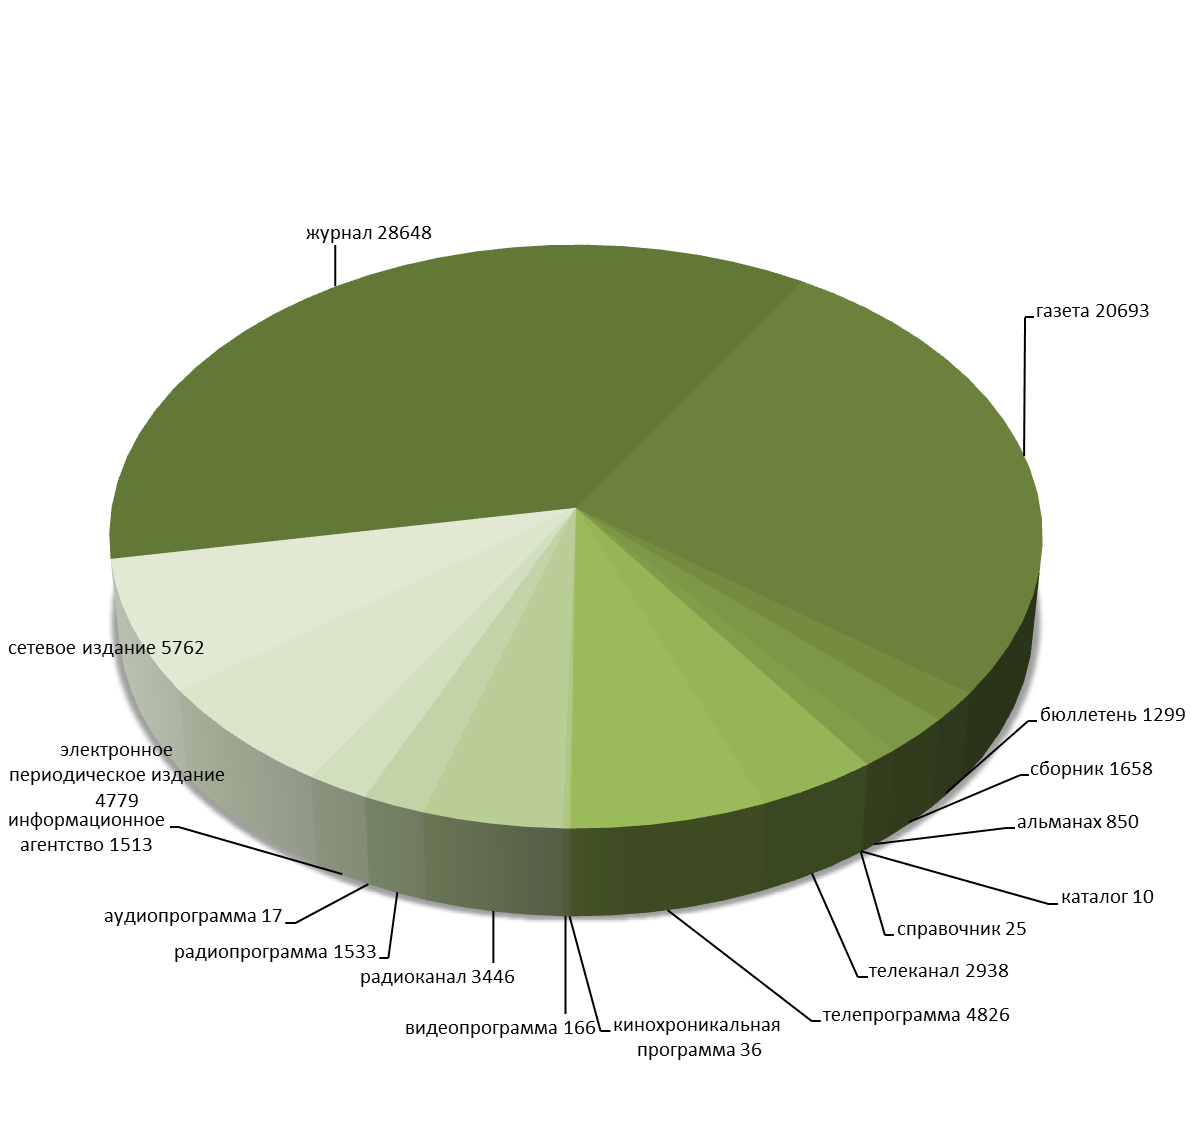 журнал 28648
газета 20693
сетевое издание 5762
бюллетень 1299
электронное
периодическое издание
4779
сборник 1658
информационное
агентство 1513
альманах 850
каталог 10
аудиопрограмма 17
справочник 25
радиопрограмма 1533
телеканал 2938
радиоканал 3446
телепрограмма 4826
видеопрограмма 166
кинохроникальная
программа 36